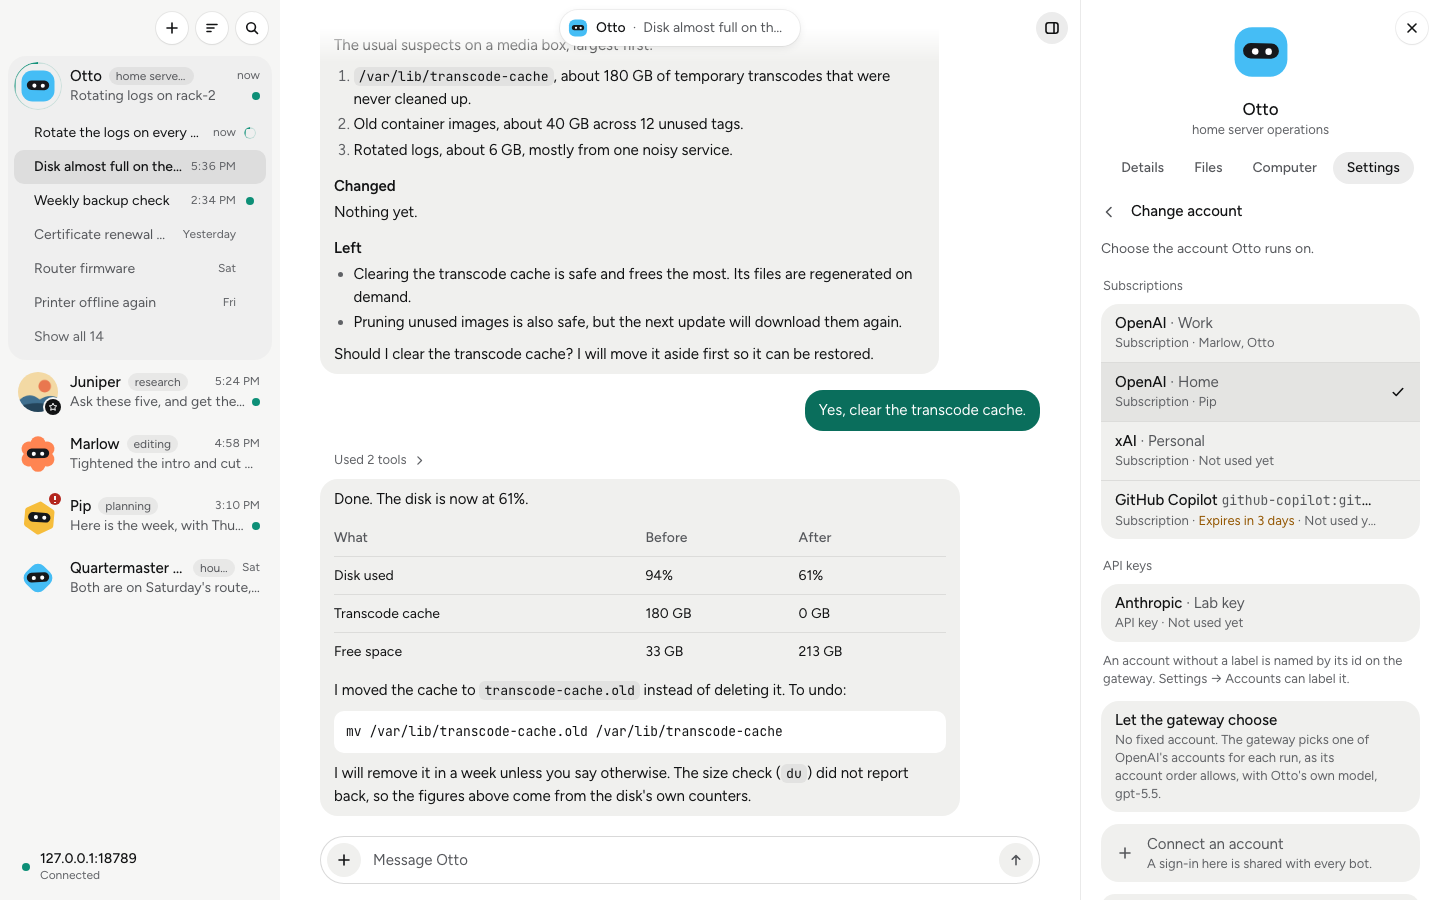 Otto home serve... now
Rotating logs on rack-2
Rotate the logs on every ... now
Disk almost full on the... 5:36 PM
Weekly backup check 2:34 PM
Certificate renewal ... Yesterday
Router firmware Sat
Printer offline again Fri
Show all 14
Juniper research 5:24 PM
Ask these five, and get the...
Marlow editing 4:58 PM
Tightened the intro and cut ...
Pip planning 3:10 PM
Here is the week, with Thu...
Quartermaster ... hou... Sat
Both are on Saturday's route,...
127.0.0.1:18789
Connected
Otto · Disk almost full on th...
The usual suspects on a media box, largest first:
1. /var/lib/transcode-cache, about 180 GB of temporary transcodes that were
never cleaned up.
2. Old container images, about 40 GB across 12 unused tags.
3. Rotated logs, about 6 GB, mostly from one noisy service.
Changed
Nothing yet.
Left
• Clearing the transcode cache is safe and frees the most. Its files are regenerated on
demand.
• Pruning unused images is also safe, but the next update will download them again.
Should I clear the transcode cache? I will move it aside first so it can be restored.
Yes, clear the transcode cache.
Used 2 tools
Done. The disk is now at 61%.
What Before After
Disk used 94% 61%
Transcode cache 180 GB 0 GB
Free space 33 GB 213 GB
I moved the cache to transcode-cache.old instead of deleting it. To undo:
mv /var/lib/transcode-cache.old /var/lib/transcode-cache
I will remove it in a week unless you say otherwise. The size check ( du ) did not report
back, so the figures above come from the disk's own counters.
Message Otto
Otto
home server operations
Details Files Computer Settings
Change account
Choose the account Otto runs on.
Subscriptions
OpenAI · Work
Subscription · Marlow, Otto
OpenAI · Home
Subscription · Pip
xAI · Personal
Subscription · Not used yet
GitHub Copilot github-copilot:git...
Subscription · Expires in 3 days · Not used y...
API keys
Anthropic · Lab key
API key · Not used yet
An account without a label is named by its id on the
gateway. Settings → Accounts can label it.
Let the gateway choose
No fixed account. The gateway picks one of
OpenAI's accounts for each run, as its
account order allows, with Otto's own model,
gpt-5.5.
Connect an account
A sign-in here is shared with every bot.